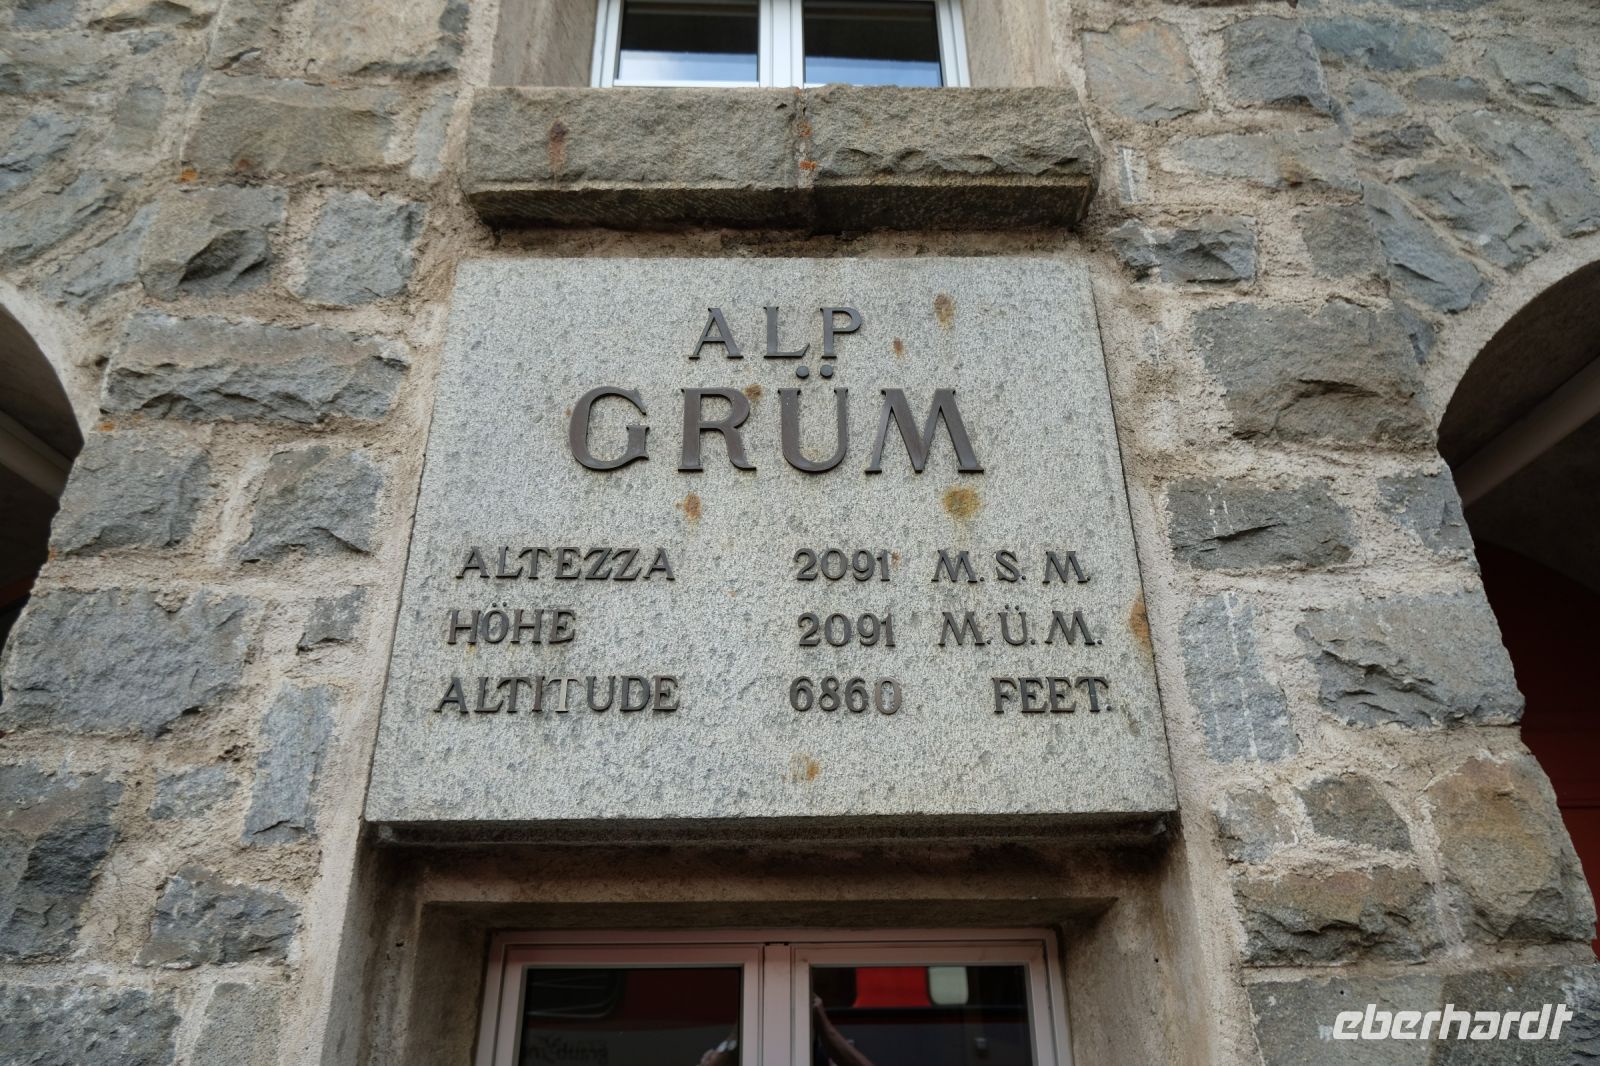 ALP
GRÜM
ALTEZZA 2091 M.S.M.
HÖHE 2091 M.Ü.M.
ALTITUDE 6860 FEET.
eberhardt